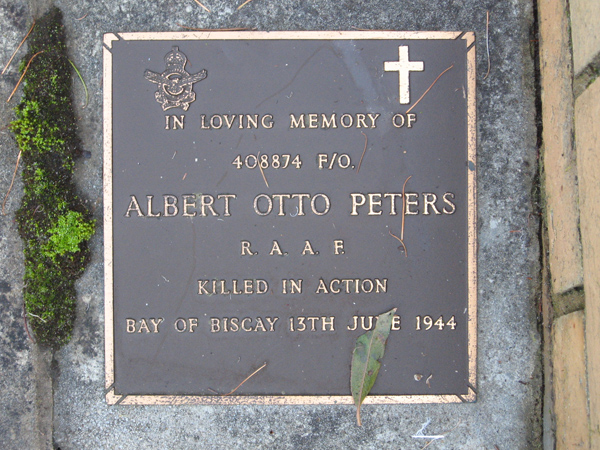 IN LOVING MEMORY OF
408874 F/O.
ALBERT OTTO PETERS
R. A. A. F.
KILLED IN ACTION
BAY OF BISCAY 13TH JUNE 1944